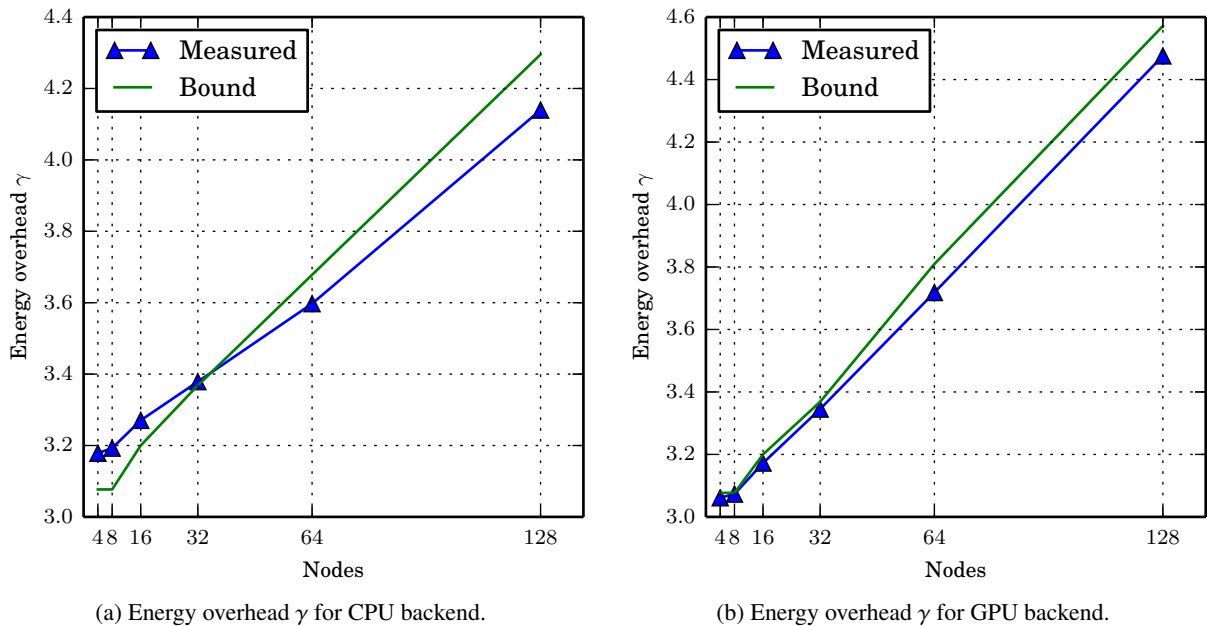 4.4
4.2
4.0
3.8
3.6
3.4
3.2
3.0
Energy overhead γ
Measured
Bound
4 8 16 32 64 128
Nodes
(a) Energy overhead γ for CPU backend.
4.6
4.4
4.2
4.0
3.8
3.6
3.4
3.2
3.0
Energy overhead γ
Measured
Bound
4 8 16 32 64 128
Nodes
(b) Energy overhead γ for GPU backend.